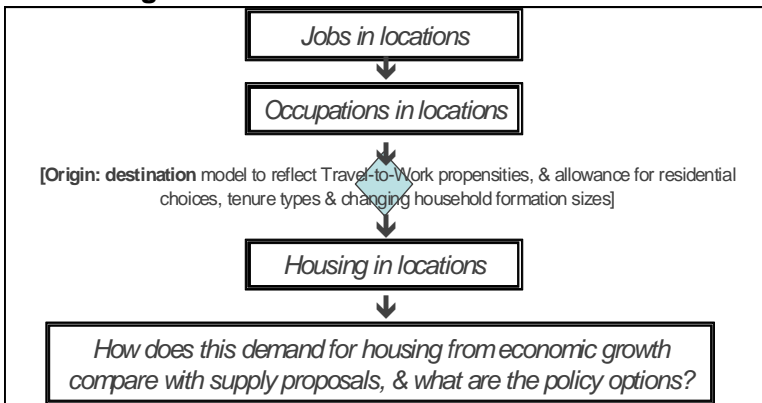 Jobs in locations
Occupations in locations
[Origin: destination model to reflect Travel-to-Work propensities, & allowance for residential
choices, tenure types & changing household formation sizes]
Housing in locations
How does this demand for housing from economic growth
compare with supply proposals, & what are the policy options?